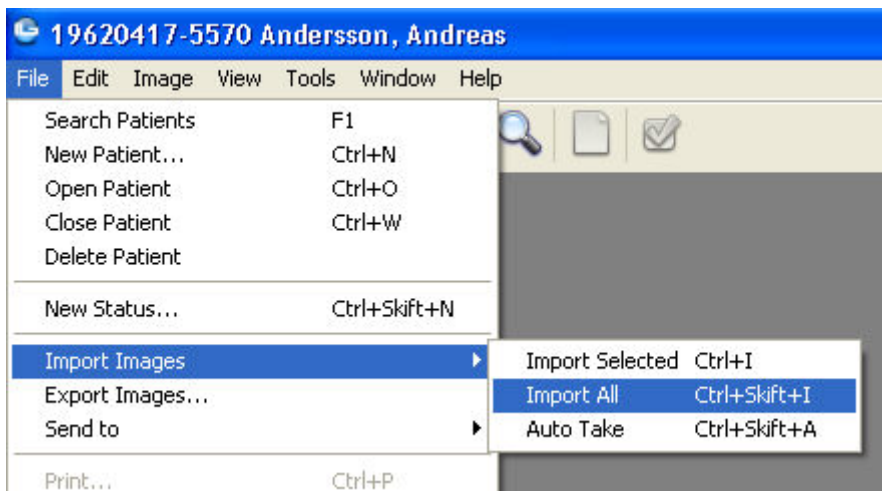 19620417-5570 Andersson, Andreas
File Edit Image View Tools Window Help
Search Patients F1
New Patient... Ctrl+N
Open Patient Ctrl+O
Close Patient Ctrl+W
Delete Patient
New Status... Ctrl+Skift+N
Import Images
Import Selected Ctrl+I
Import All Ctrl+Skift+I
Auto Take Ctrl+Skift+A
Export Images...
Send to
Print... Ctrl+P